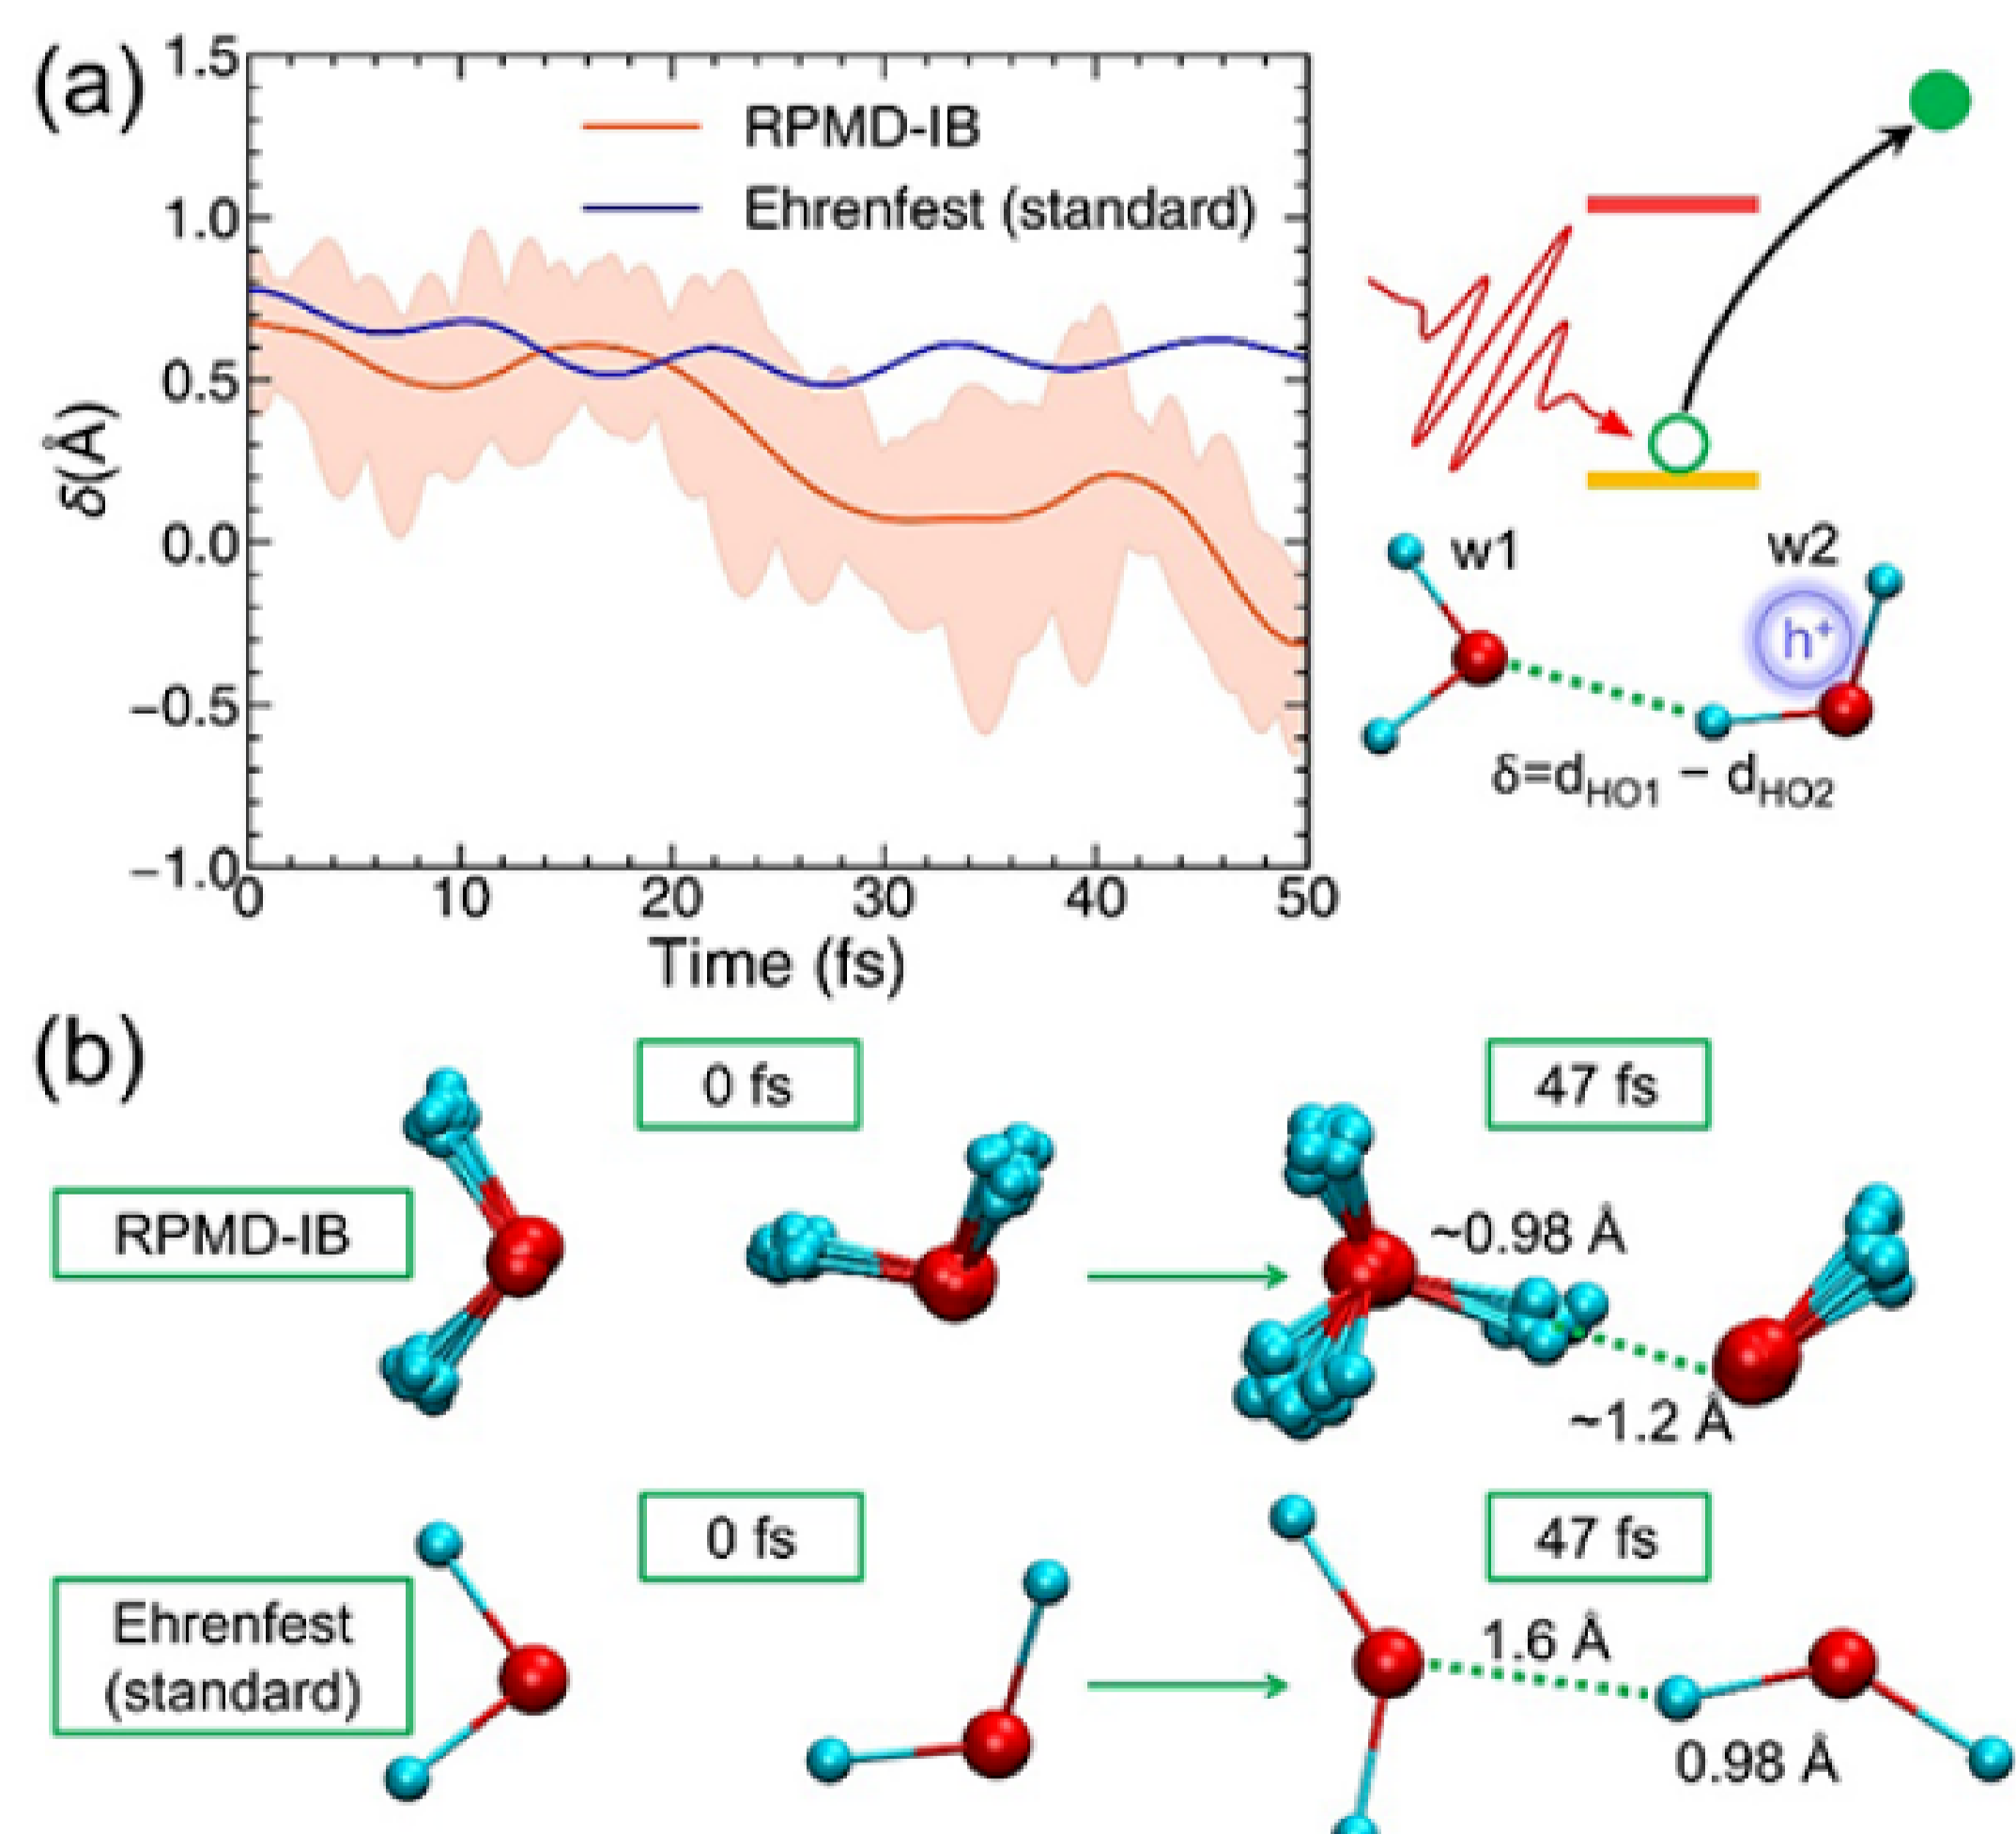 (a)
1.5
1.0
0.5
0.0
−0.5
−1.0
δ(Å)
RPMD-IB
Ehrenfest (standard)
0 10 20 30 40 50
Time (fs)
w1 w2
h⁺
δ=d_HO1 − d_HO2
(b)
0 fs 47 fs
RPMD-IB
~0.98 Å
~1.2 Å
0 fs 47 fs
Ehrenfest
(standard)
1.6 Å
0.98 Å